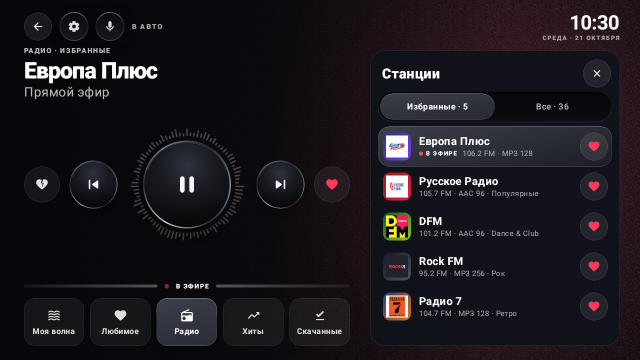 В АВТО
10:30
СРЕДА · 21 ОКТЯБРЯ
РАДИО · ИЗБРАННЫЕ
Европа Плюс
Прямой эфир
Станции
Избранные · 5
Все · 36
Европа Плюс
В ЭФИРЕ 106.2 FM · MP3 128
Русское Радио
105.7 FM · AAC 96 · Популярные
DFM
101.2 FM · AAC 96 · Dance & Club
Rock FM
95.2 FM · MP3 256 · Рок
Радио 7
104.7 FM · MP3 128 · Ретро
В ЭФИРЕ
Моя волна
Любимое
Радио
Хиты
Скачанные